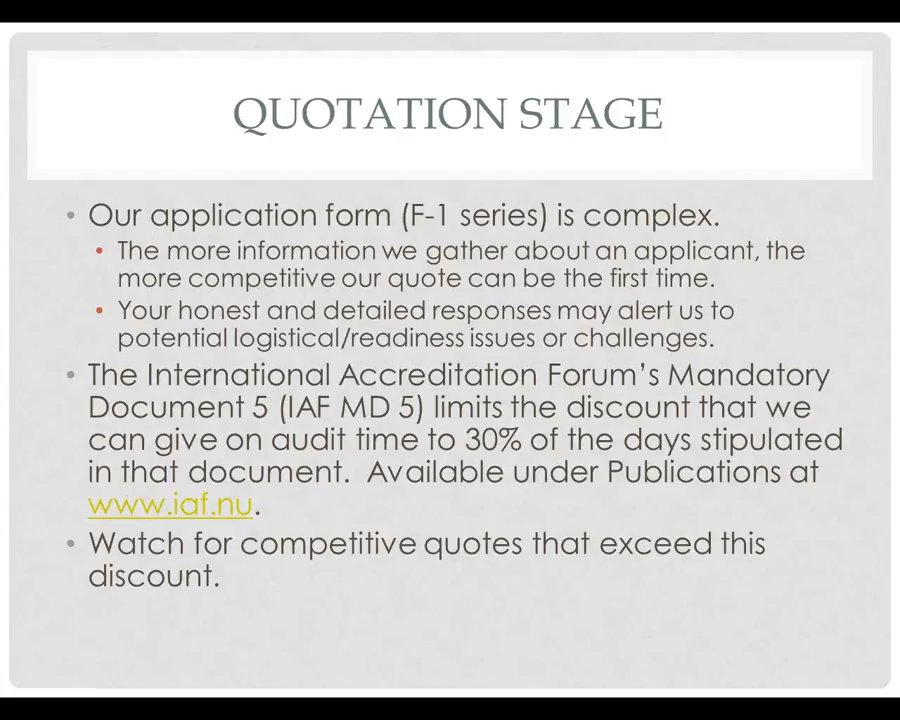 QUOTATION STAGE
• Our application form (F-1 series) is complex.
• The more information we gather about an applicant, the
more competitive our quote can be the first time.
• Your honest and detailed responses may alert us to
potential logistical/readiness issues or challenges.
• The International Accreditation Forum's Mandatory
Document 5 (IAF MD 5) limits the discount that we
can give on audit time to 30% of the days stipulated
in that document.  Available under Publications at
www.iaf.nu.
• Watch for competitive quotes that exceed this
discount.